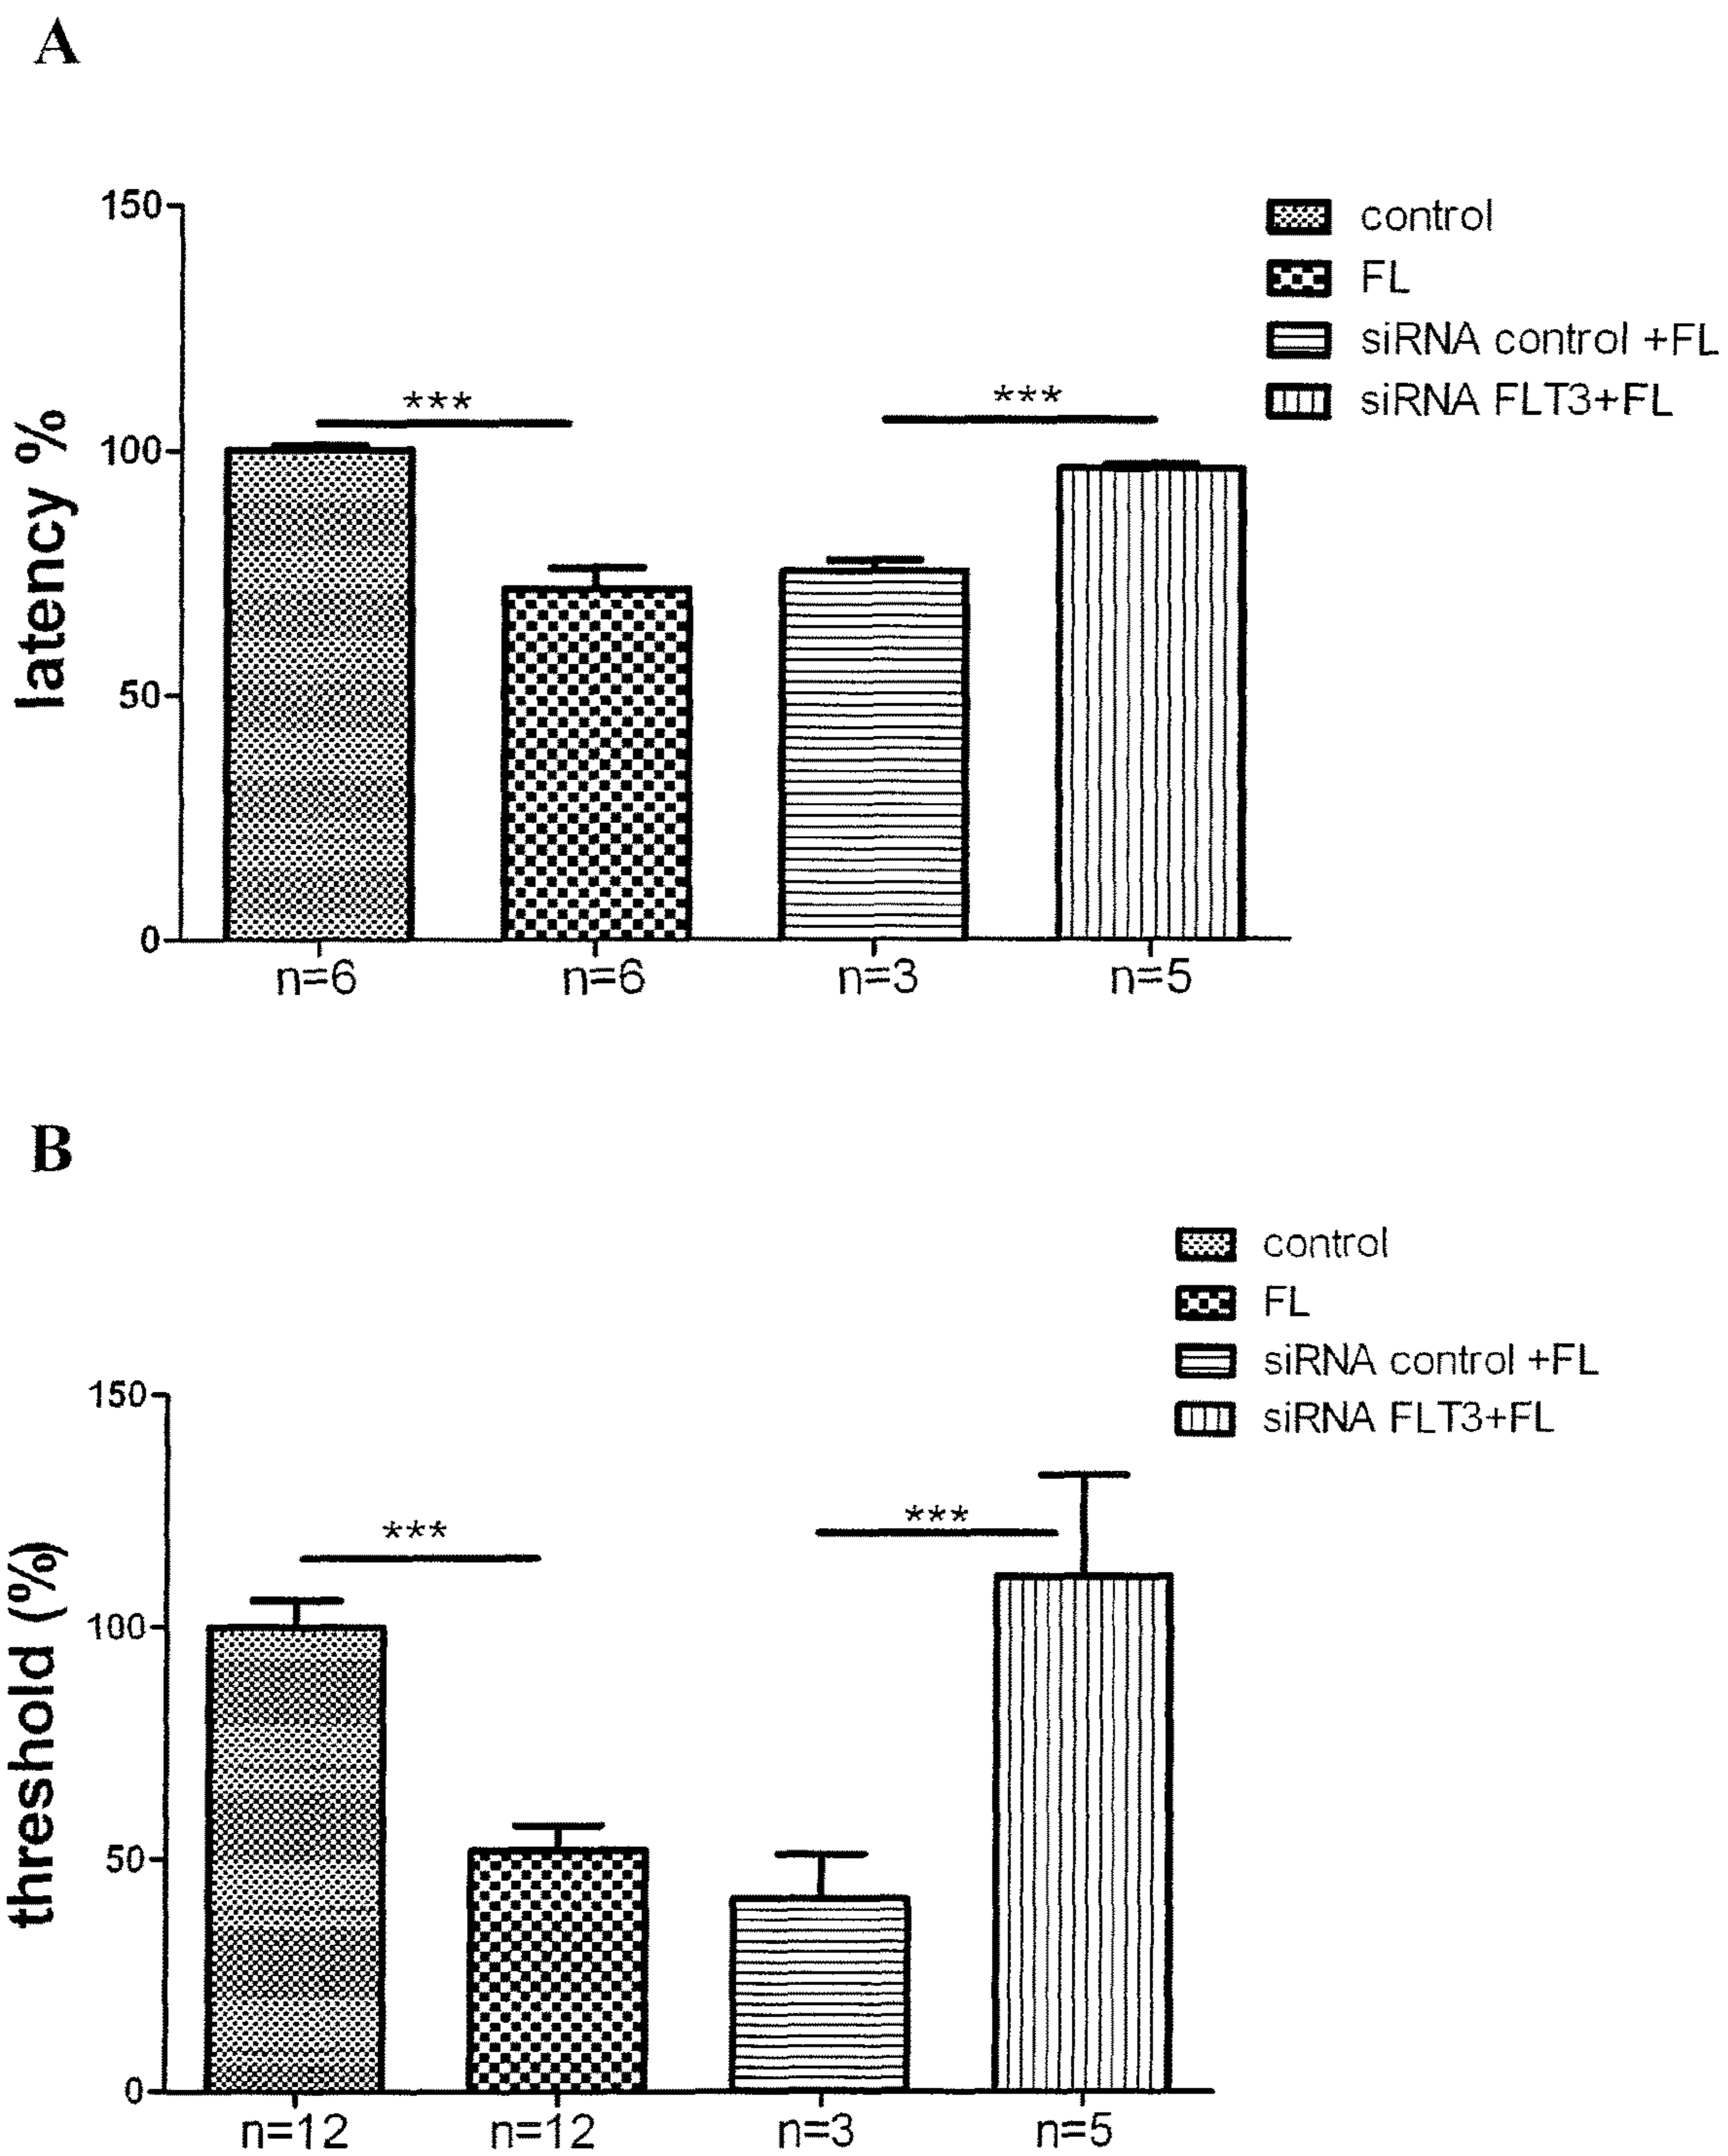 A
150
100
50
0
latency %
***
***
control
FL
siRNA control +FL
siRNA FLT3+FL
n=6
n=6
n=3
n=5
B
150
100
50
0
threshold (%)
***
***
control
FL
siRNA control +FL
siRNA FLT3+FL
n=12
n=12
n=3
n=5